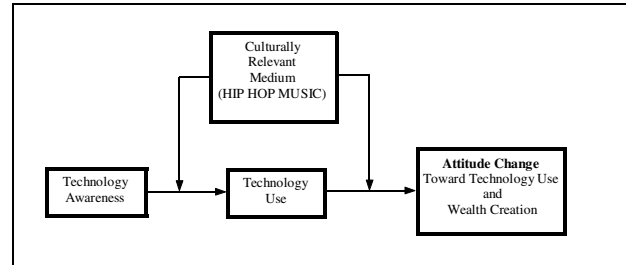 Culturally
Relevant
Medium
(HIP HOP MUSIC)
Technology
Awareness
Technology
Use
Attitude Change
Toward Technology Use
and
Wealth Creation